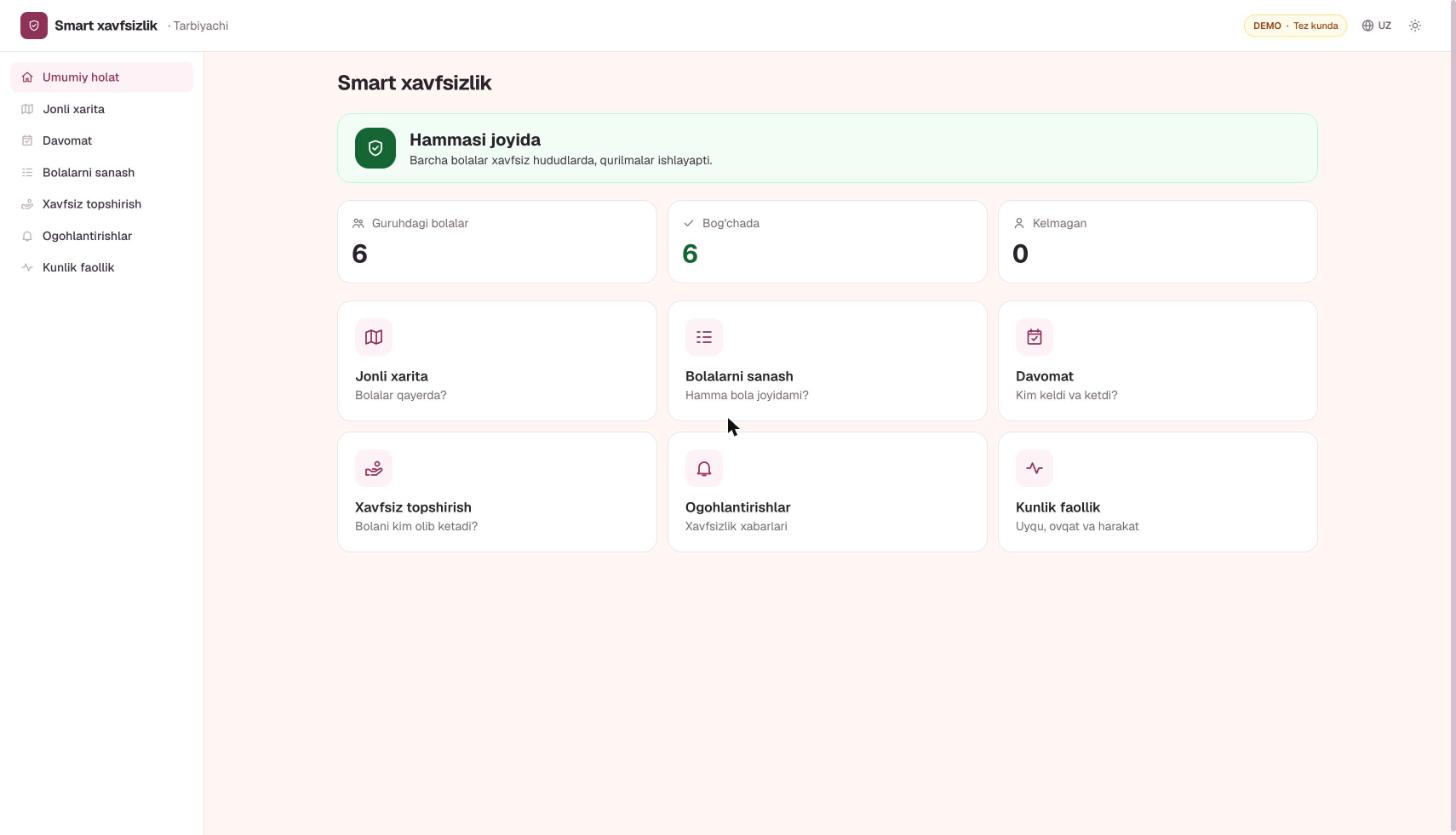 Smart xavfsizlik · Tarbiyachi
DEMO · Tez kunda
UZ
Umumiy holat
Jonli xarita
Davomat
Bolalarni sanash
Xavfsiz topshirish
Ogohlantirishlar
Kunlik faollik
Smart xavfsizlik
Hammasi joyida
Barcha bolalar xavfsiz hududlarda, qurilmalar ishlayapti.
Guruhdagi bolalar
6
Bog'chada
6
Kelmagan
0
Jonli xarita
Bolalar qayerda?
Bolalarni sanash
Hamma bola joyidami?
Davomat
Kim keldi va ketdi?
Xavfsiz topshirish
Bolani kim olib ketadi?
Ogohlantirishlar
Xavfsizlik xabarlari
Kunlik faollik
Uyqu, ovqat va harakat